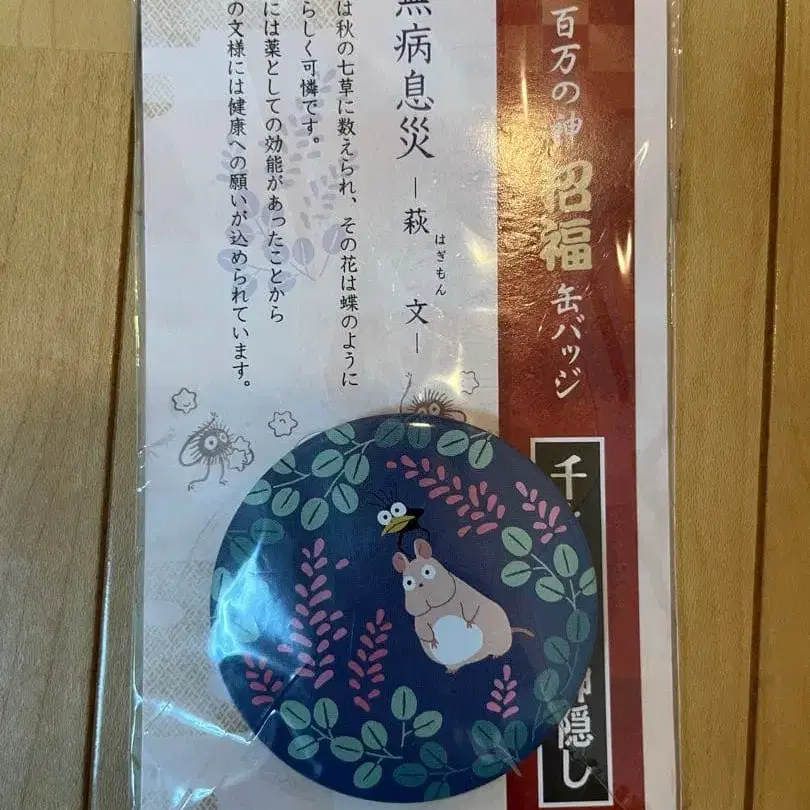 百万の神 招福 缶バッジ
千
隠し
無病息災
―萩 文―
はぎもん
は秋の七草に数えられ、その花は蝶のように
らしく可憐です。
には薬としての効能があったことから
の文様には健康への願いが込められています。